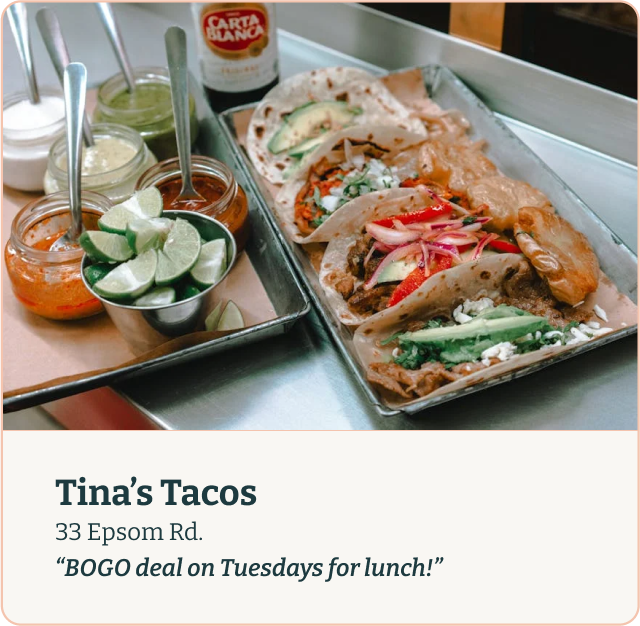 CARTA
BLANCA
Tina’s Tacos
33 Epsom Rd.
“BOGO deal on Tuesdays for lunch!”